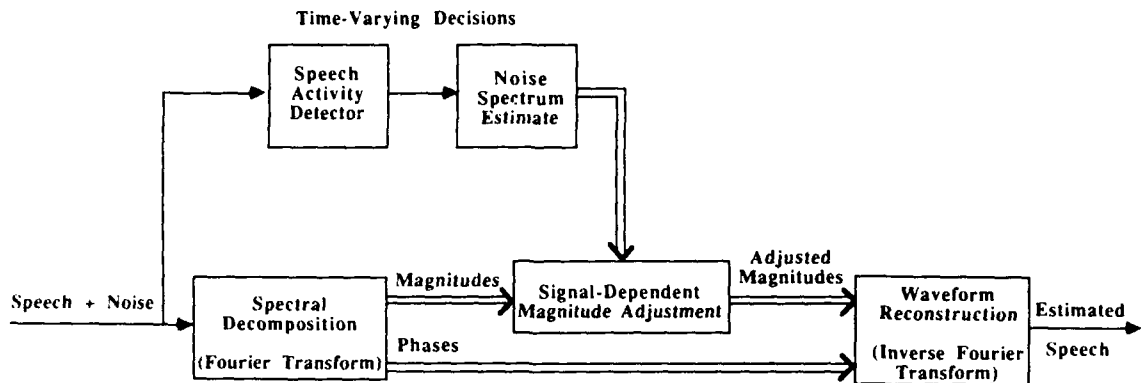 Time-Varying Decisions
Speech
Activity
Detector
Noise
Spectrum
Estimate
Speech + Noise
Spectral
Decomposition
(Fourier Transform)
Magnitudes
Phases
Signal-Dependent
Magnitude Adjustment
Adjusted
Magnitudes
Waveform
Reconstruction
(Inverse Fourier
Transform)
Estimated
Speech